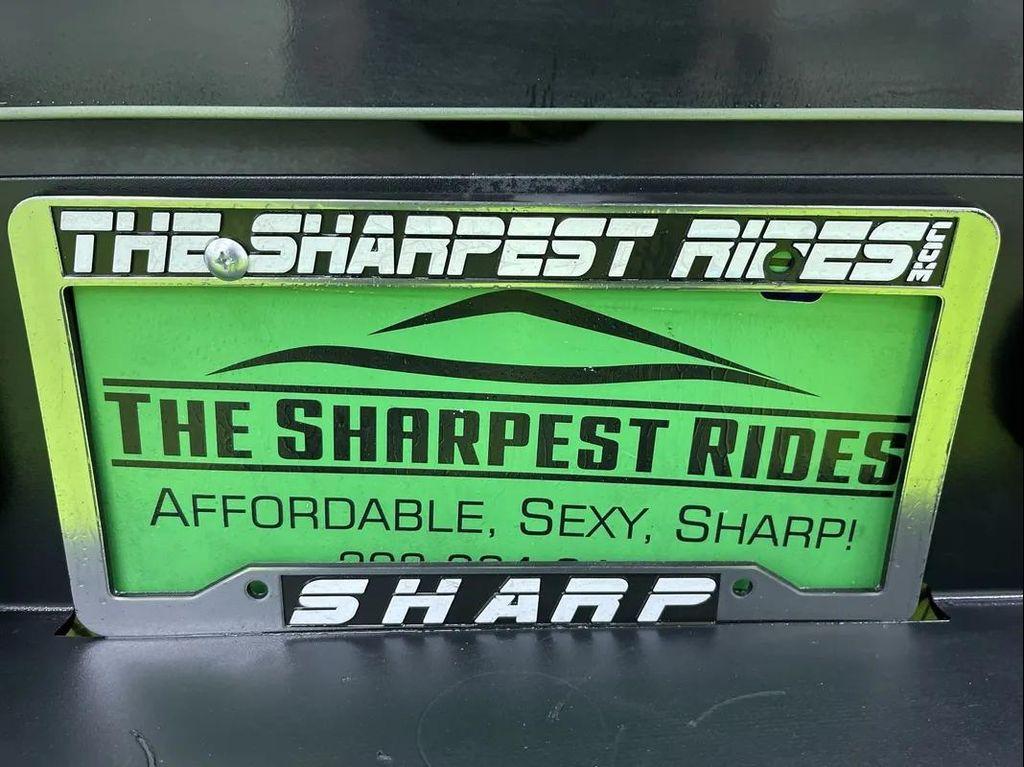 THE SHARPEST RIDES.COM
THE SHARPEST RIDES
AFFORDABLE, SEXY, SHARP!
SHARP